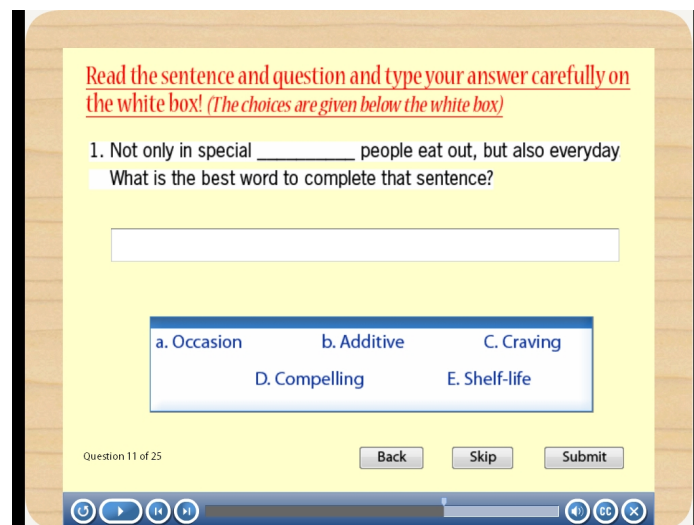 Read the sentence and question and type your answer carefully on
the white box! (The choices are given below the white box)
1. Not only in special __________ people eat out, but also everyday.
What is the best word to complete that sentence?
a. Occasion b. Additive C. Craving
D. Compelling E. Shelf-life
Question 11 of 25 Back Skip Submit
CC